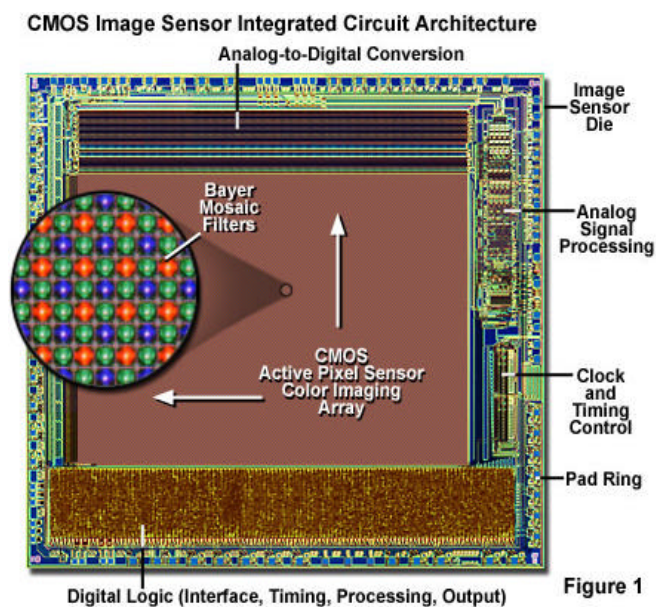 CMOS Image Sensor Integrated Circuit Architecture
Analog-to-Digital Conversion
Image
Sensor
Die
Bayer
Mosaic
Filters
Analog
Signal
Processing
CMOS
Active Pixel Sensor
Color Imaging
Array
Clock
and
Timing
Control
Pad Ring
Digital Logic (Interface, Timing, Processing, Output)
Figure 1